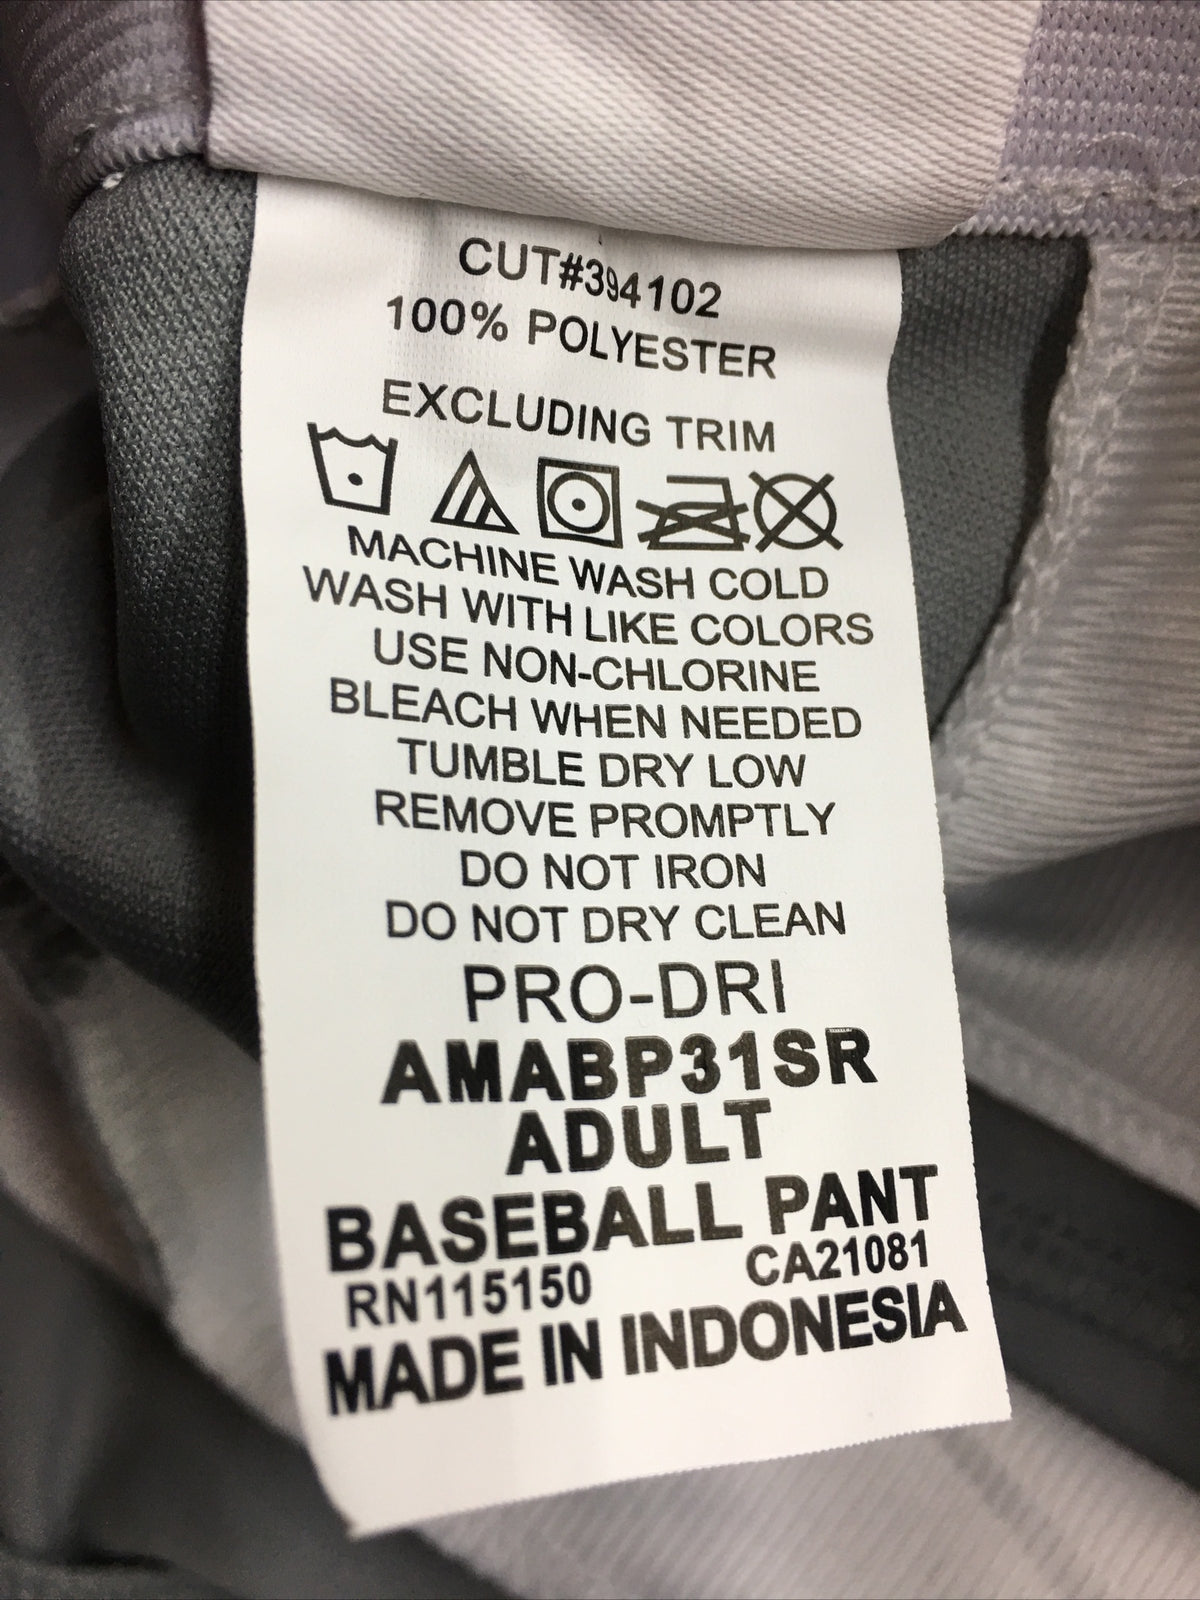 CUT#394102
100% POLYESTER
EXCLUDING TRIM
MACHINE WASH COLD
WASH WITH LIKE COLORS
USE NON-CHLORINE
BLEACH WHEN NEEDED
TUMBLE DRY LOW
REMOVE PROMPTLY
DO NOT IRON
DO NOT DRY CLEAN
PRO-DRI
AMABP31SR
ADULT
BASEBALL PANT
RN115150 CA21081
MADE IN INDONESIA